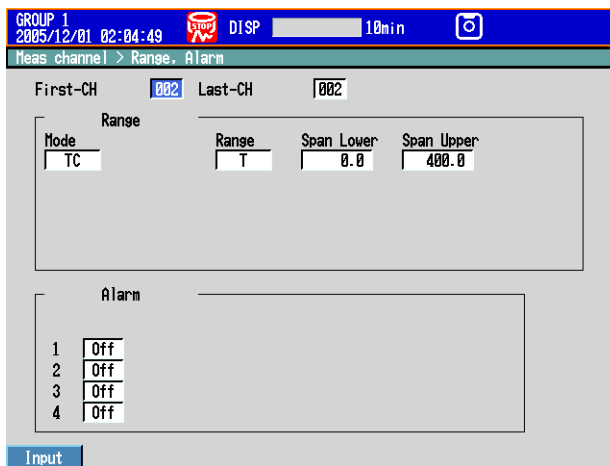 GROUP 1
2005/12/01 02:04:49 STOP DISP 10min
Meas channel > Range, Alarm
First-CH 002 Last-CH 002
Range
Mode Range Span Lower Span Upper
TC T 0.0 400.0
Alarm
1 Off
2 Off
3 Off
4 Off
Input